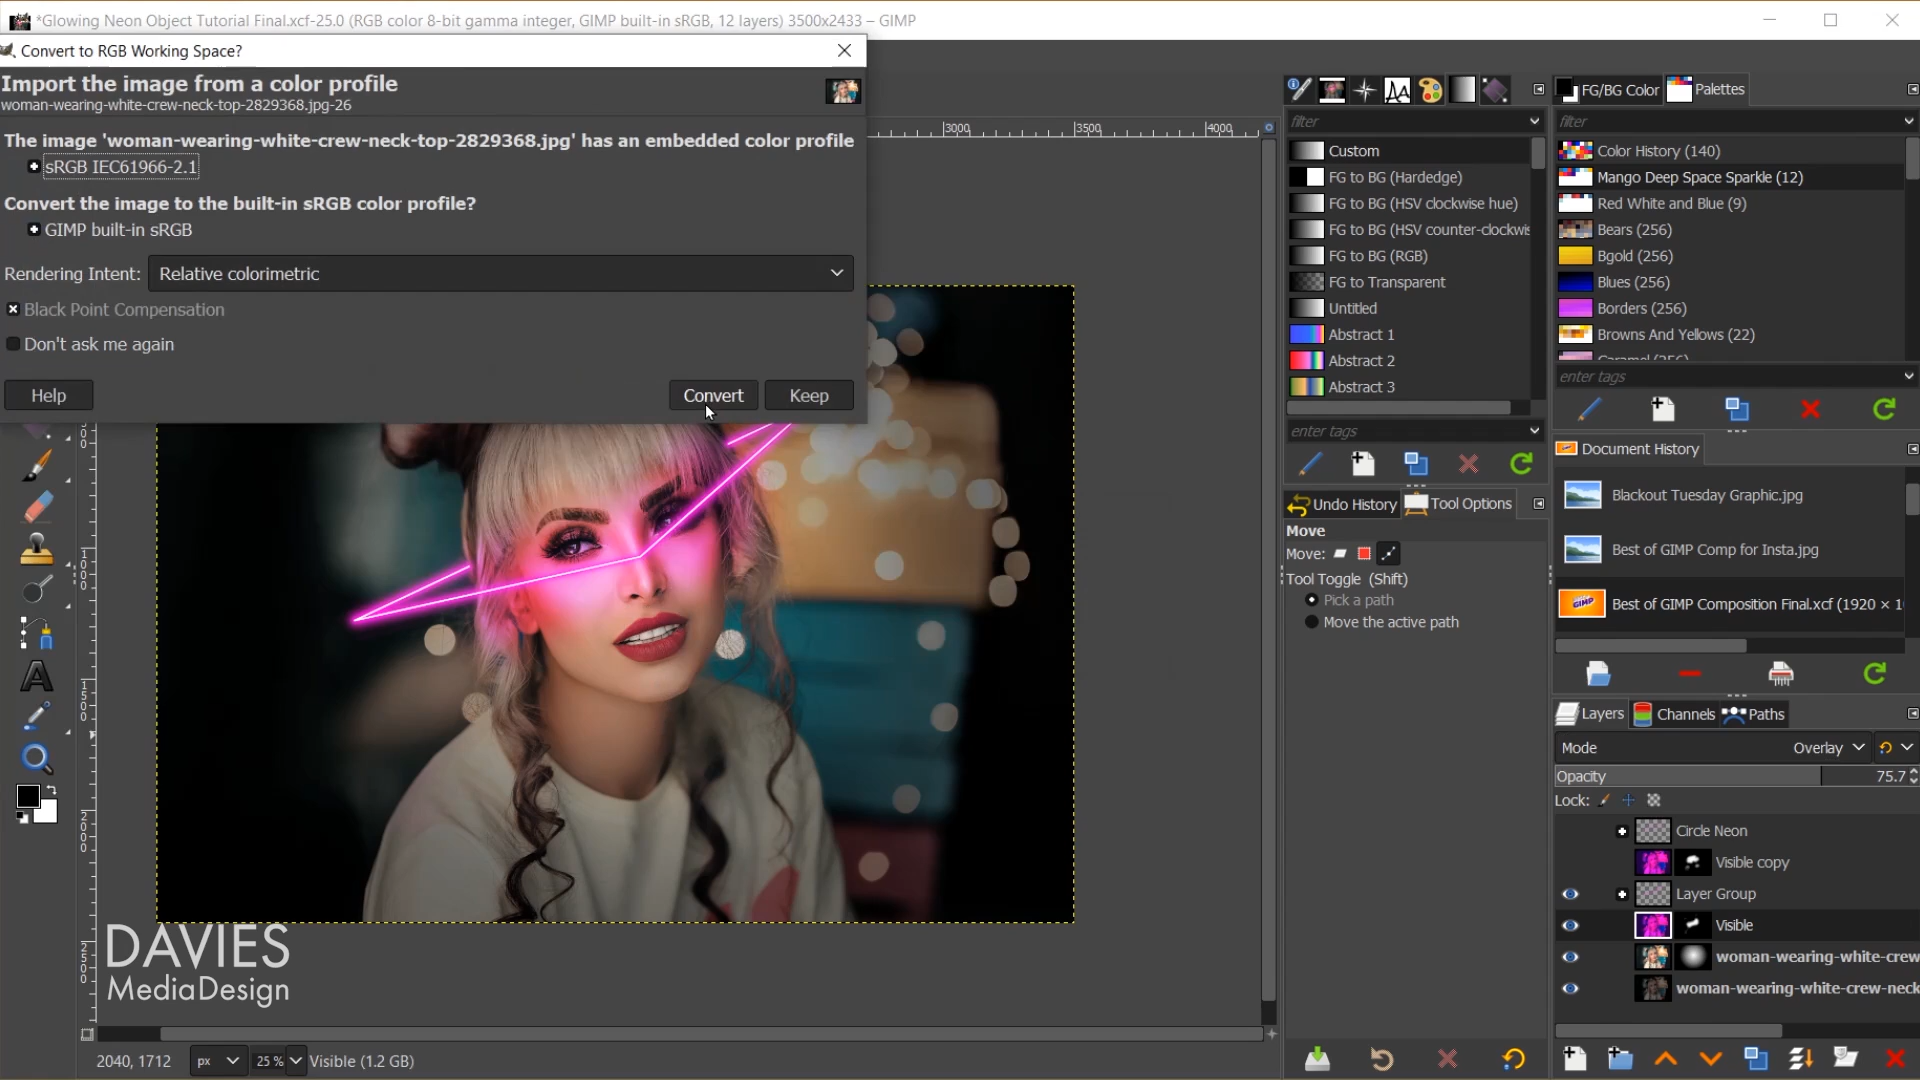 *Glowing Neon Object Tutorial Final.xcf-25.0 (RGB color 8-bit gamma integer, GIMP built-in sRGB, 12 layers) 3500x2433 – GIMP
Convert to RGB Working Space?
Import the image from a color profile
woman-wearing-white-crew-neck-top-2829368.jpg-26
The image 'woman-wearing-white-crew-neck-top-2829368.jpg' has an embedded color profile
sRGB IEC61966-2.1
Convert the image to the built-in sRGB color profile?
GIMP built-in sRGB
Rendering Intent: Relative colorimetric
Black Point Compensation
Don't ask me again
Help
Convert
Keep
3000
3500
4000
1000
1500
2000
2500
DAVIES
MediaDesign
2040, 1712
px
25 %
Visible (1.2 GB)
filter
Custom
FG to BG (Hardedge)
FG to BG (HSV clockwise hue)
FG to BG (HSV counter-clockwis
FG to BG (RGB)
FG to Transparent
Untitled
Abstract 1
Abstract 2
Abstract 3
enter tags
Undo History
Tool Options
Move
Move:
Tool Toggle (Shift)
Pick a path
Move the active path
FG/BG Color
Palettes
filter
Color History (140)
Mango Deep Space Sparkle (12)
Red White and Blue (9)
Bears (256)
Bgold (256)
Blues (256)
Borders (256)
Browns And Yellows (22)
Caramel (256)
enter tags
Document History
Blackout Tuesday Graphic.jpg
Best of GIMP Comp for Insta.jpg
GIMP
Best of GIMP Composition Final.xcf (1920 × 1
Layers
Channels
Paths
Mode
Overlay
Opacity
75.7
Lock:
Circle Neon
Visible copy
Layer Group
Visible
woman-wearing-white-crew
woman-wearing-white-crew-neck